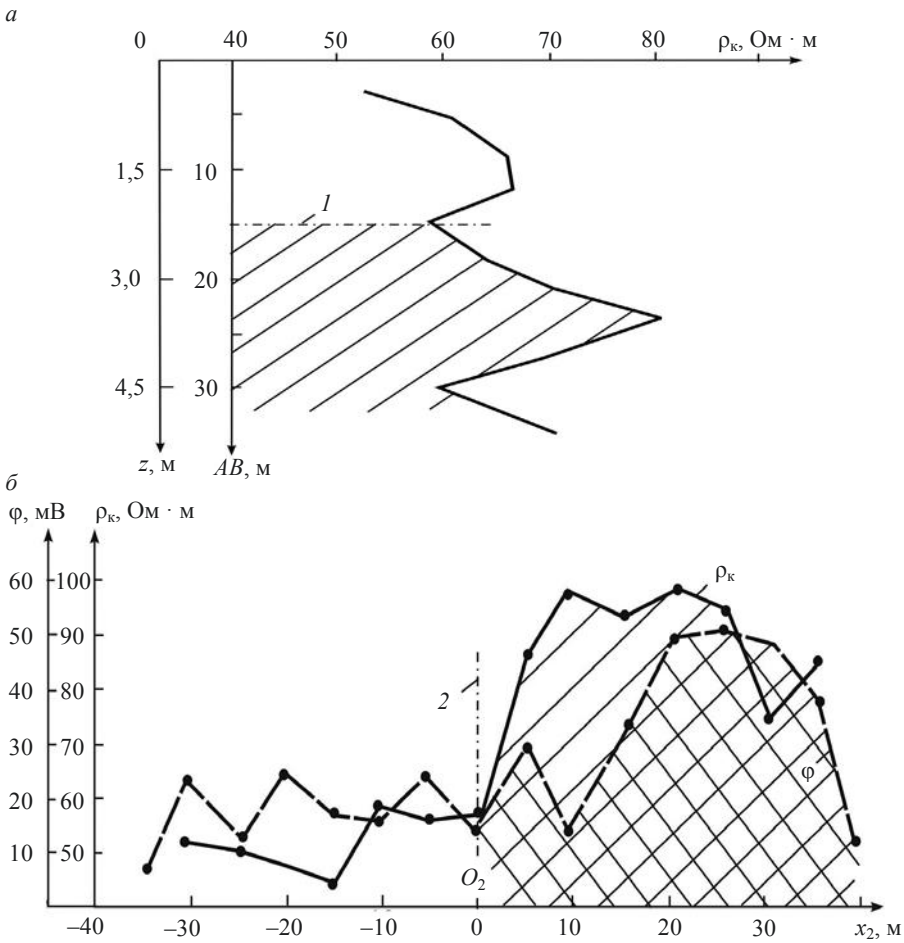 а
0 40 50 60 70 80 ρк, Ом · м
1,5 10
1
3,0 20
4,5 30
z, м AB, м
б
φ, мВ ρк, Ом · м
60 100
ρк
50 90
40 80
2
30 70
φ
20 60
10 50
O2
–40 –30 –20 –10 0 10 20 30 x2, м